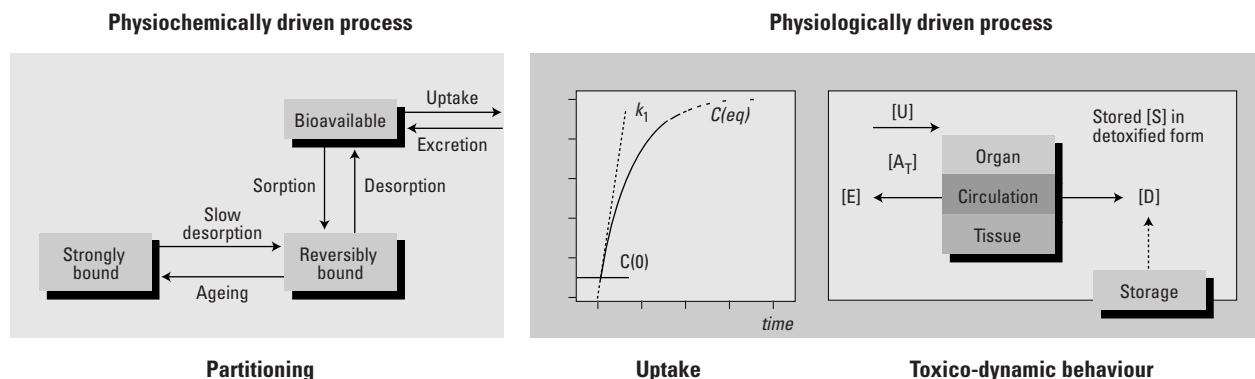 Physiochemically driven process
Physiologically driven process
Bioavailable
Uptake
Excretion
Sorption
Desorption
Slow
desorption
Strongly
bound
Reversibly
bound
Ageing
k1
C(eq)
C(0)
time
[U]
[AT]
[E]
Organ
Circulation
Tissue
Stored [S] in
detoxified form
[D]
Storage
Partitioning
Uptake
Toxico-dynamic behaviour